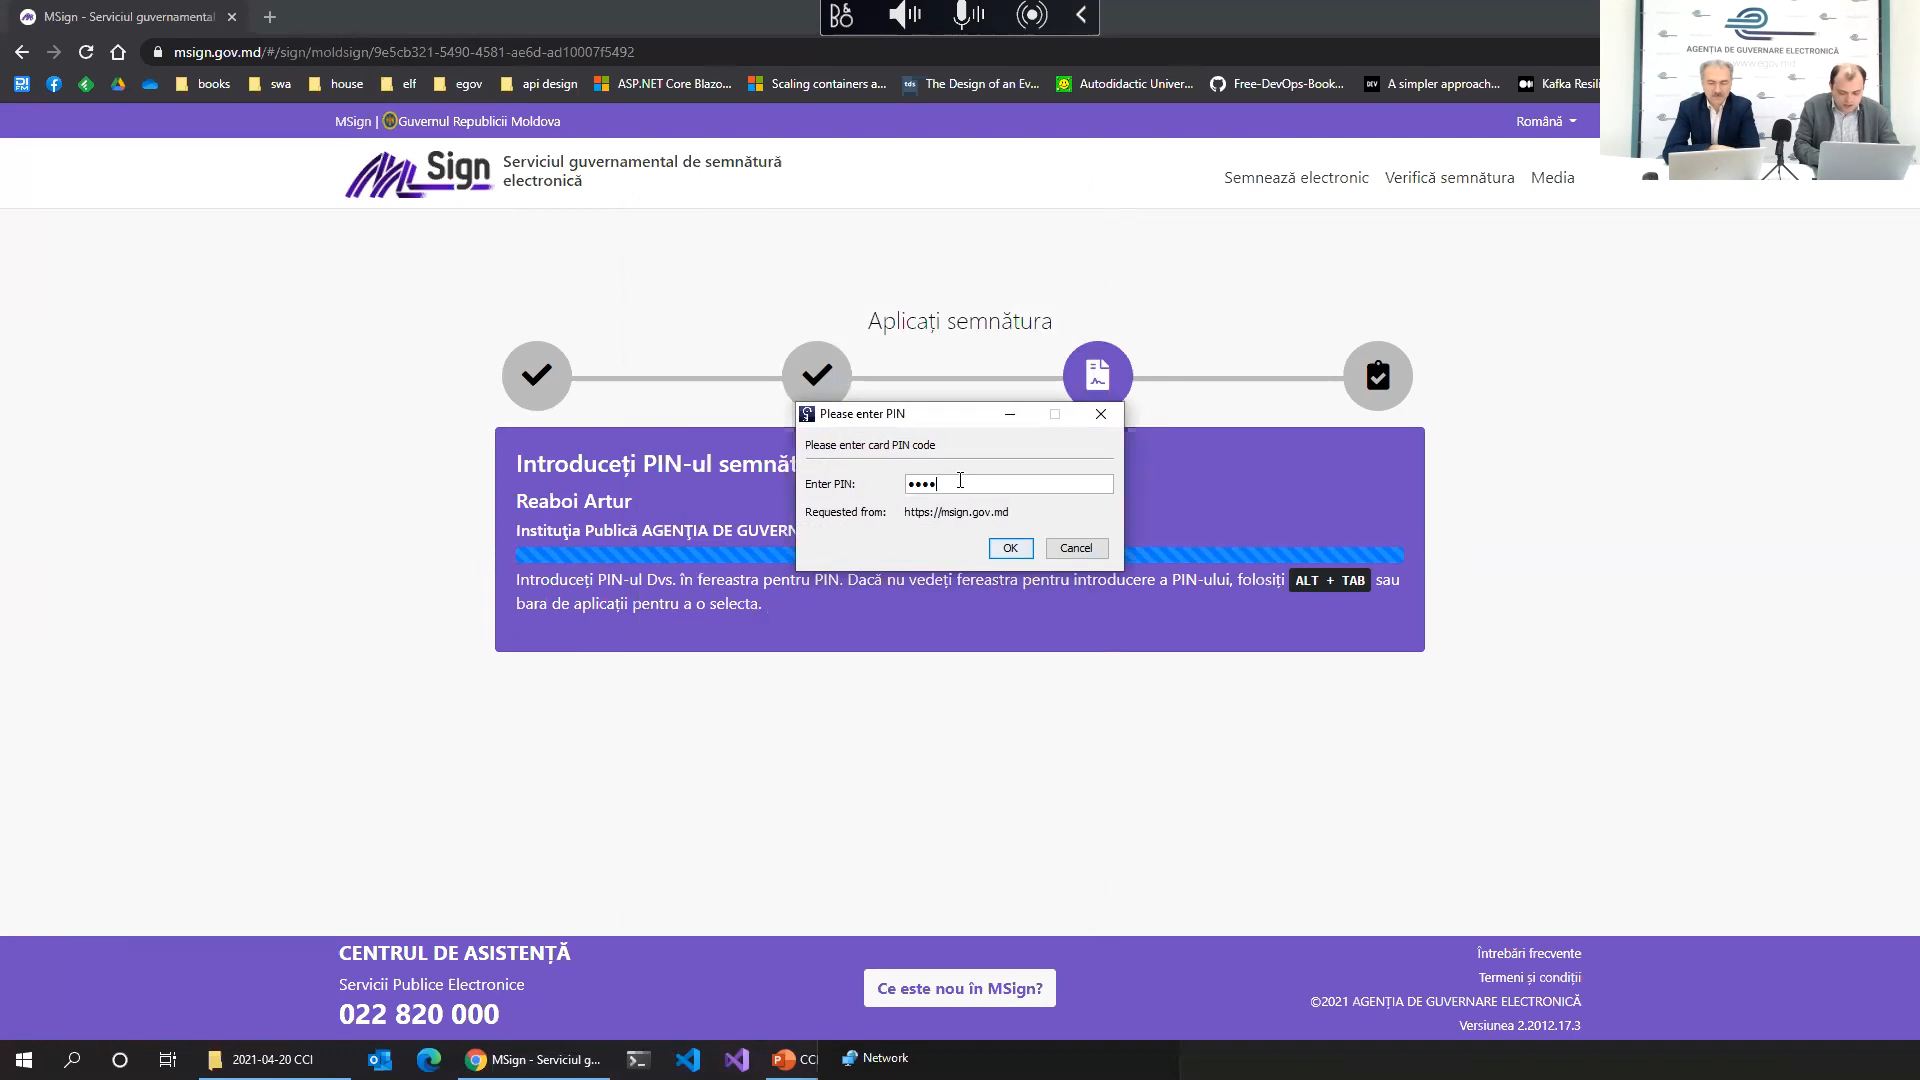 MSign - Serviciul guvernamental
msign.gov.md/#/sign/moldsign/9e5cb321-5490-4581-ae6d-ad10007f5492
books
swa
house
elf
egov
api design
ASP.NET Core Blazo...
Scaling containers a...
The Design of an Ev...
Autodidactic Univer...
Free-DevOps-Book...
A simpler approach...
Kafka Resili
MSign | Guvernul Republicii Moldova
Română
Sign
Serviciul guvernamental de semnătură
electronică
Semnează electronic
Verifică semnătura
Media
AGENȚIA DE GUVERNARE ELECTRONICĂ
www.egov.md
B&O
Aplicați semnătura
Introduceți PIN-ul semnăt
Reaboi Artur
Instituţia Publică AGENŢIA DE GUVERN
Please enter PIN
Please enter card PIN code
Enter PIN: ••••
Requested from: https://msign.gov.md
OK
Cancel
Introduceți PIN-ul Dvs. în fereastra pentru PIN. Dacă nu vedeți fereastra pentru introducere a PIN-ului, folosiți ALT + TAB sau
bara de aplicații pentru a o selecta.
CENTRUL DE ASISTENȚĂ
Servicii Publice Electronice
022 820 000
Ce este nou în MSign?
Întrebări frecvente
Termeni și condiții
©2021 AGENȚIA DE GUVERNARE ELECTRONICĂ
Versiunea 2.2012.17.3
2021-04-20 CCI
MSign - Serviciul g...
CC
Network